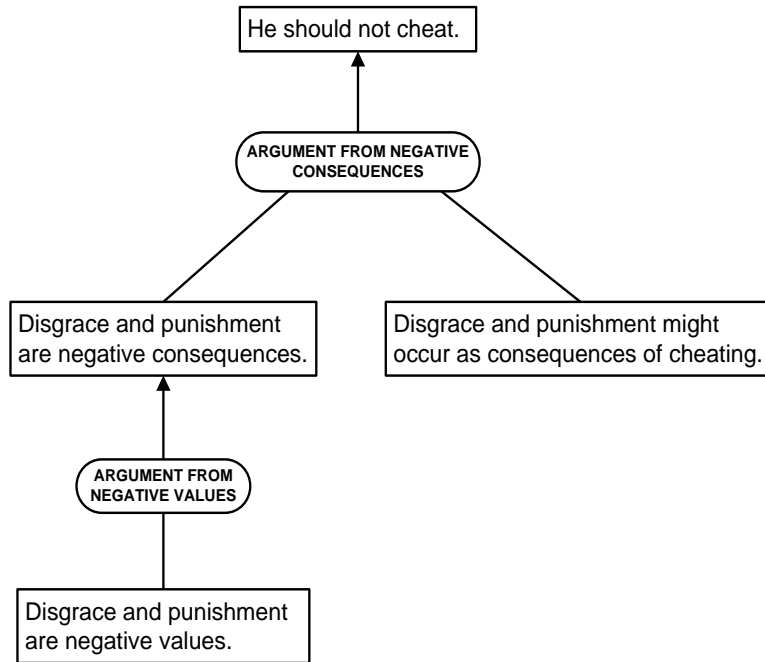 He should not cheat.
ARGUMENT FROM NEGATIVE
CONSEQUENCES
Disgrace and punishment
are negative consequences.
Disgrace and punishment might
occur as consequences of cheating.
ARGUMENT FROM
NEGATIVE VALUES
Disgrace and punishment
are negative values.